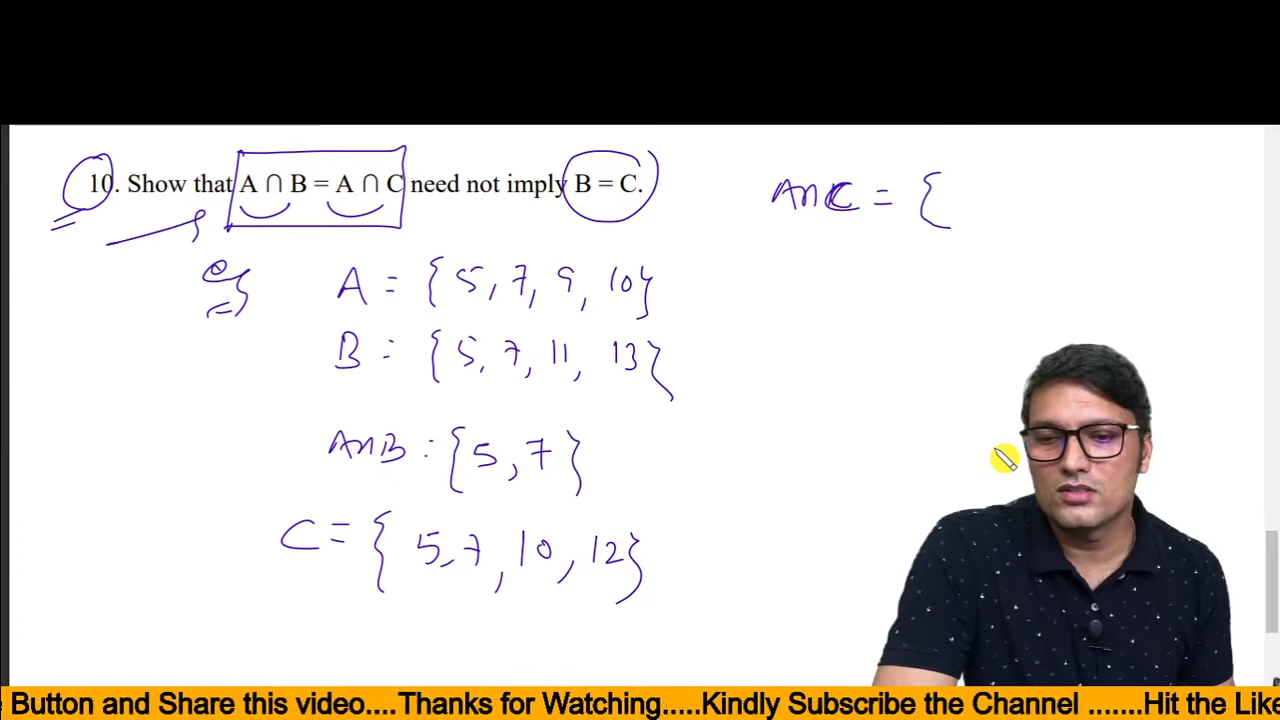 10. Show that A ∩ B = A ∩ C need not imply B = C.
A∩C = {
eg
A = {5, 7, 9, 10}
B = {5, 7, 11, 13}
A∩B = {5, 7}
C = {5, 7, 10, 12}
Button and Share this video....Thanks for Watching.....Kindly Subscribe the Channel .......Hit the Like